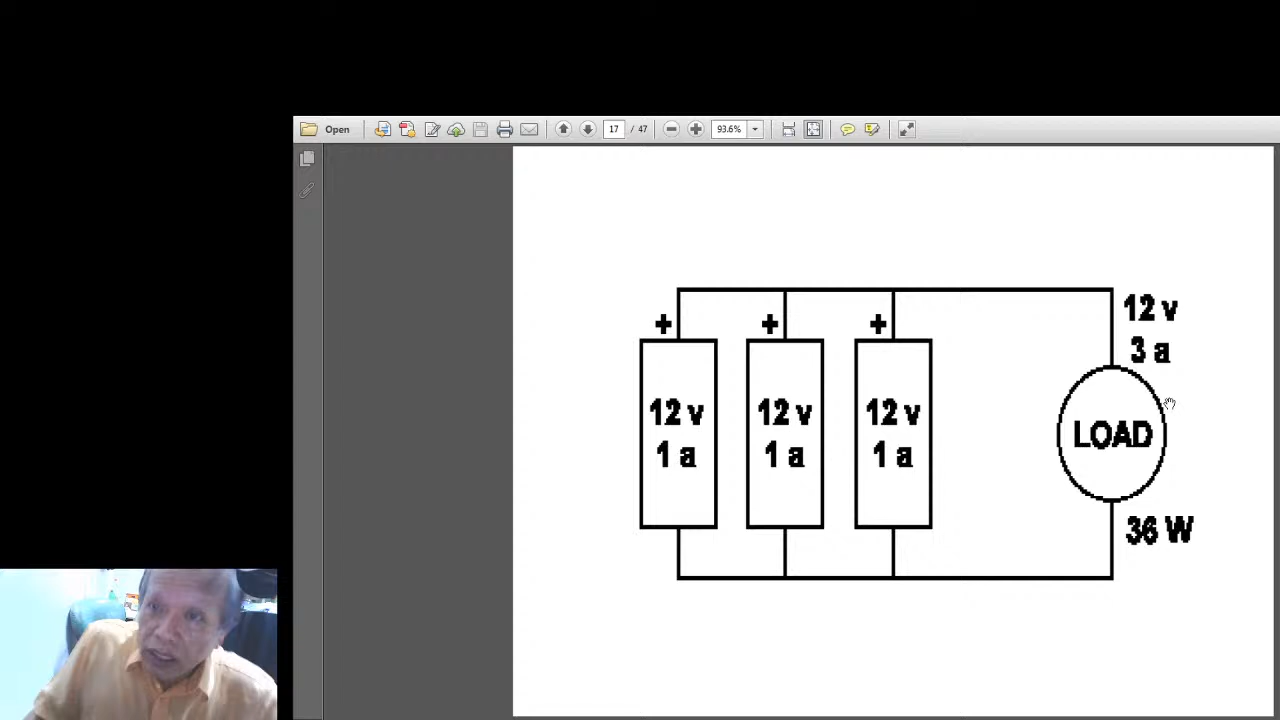 Open
17 / 47
93.6%
12 v
3 a
+ + +
12 v 12 v 12 v
1 a 1 a 1 a
LOAD
36 W